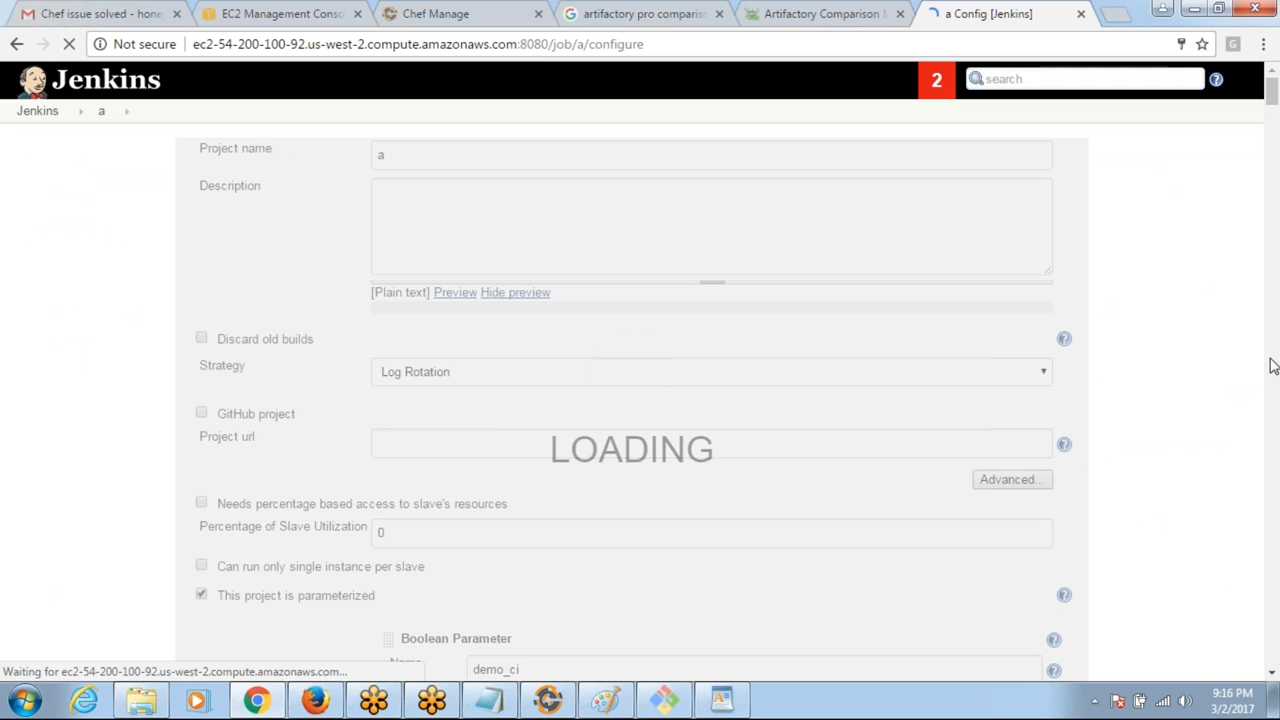 Chef issue solved - hone
EC2 Management Conso
Chef Manage
artifactory pro comparis
Artifactory Comparison M
a Config [Jenkins]
Not secure
ec2-54-200-100-92.us-west-2.compute.amazonaws.com:8080/job/a/configure
Jenkins
2
search
Jenkins
a
Project name
a
Description
[Plain text] Preview Hide preview
Discard old builds
Strategy
Log Rotation
GitHub project
Project url
LOADING
Advanced...
Needs percentage based access to slave's resources
Percentage of Slave Utilization
0
Can run only single instance per slave
This project is parameterized
Boolean Parameter
Name
demo_ci
Waiting for ec2-54-200-100-92.us-west-2.compute.amazonaws.com...
9:16 PM
3/2/2017